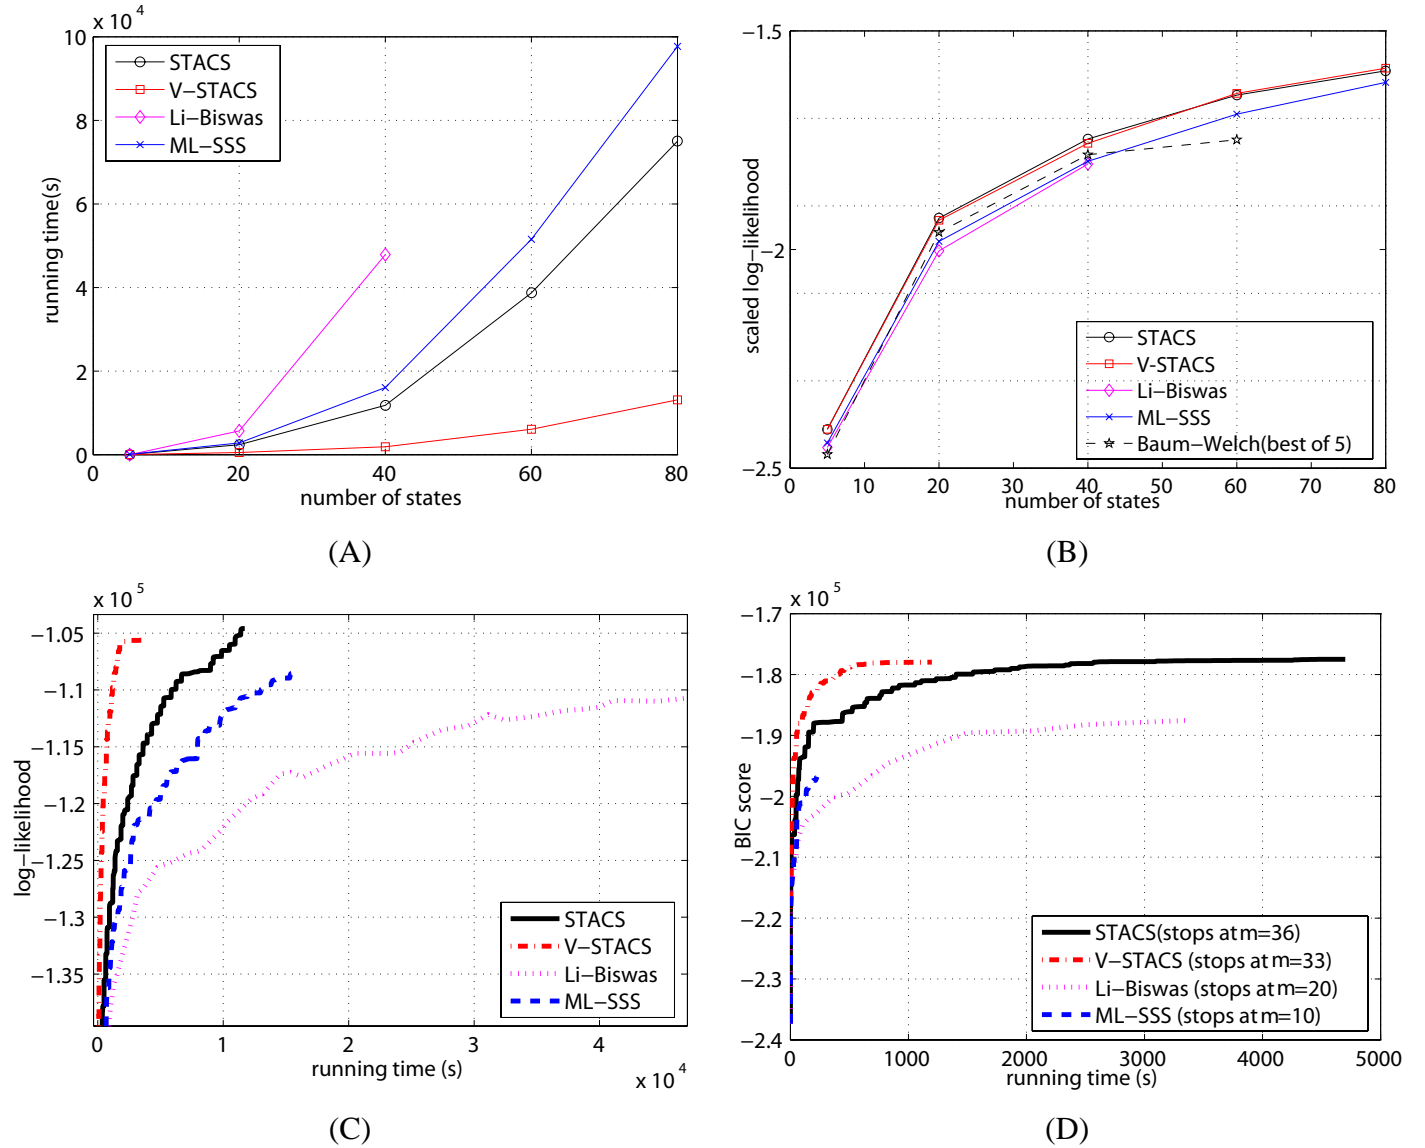 x 10 4
10
8
6
4
2
0
0 20 40 60 80
running time(s)
number of states
STACS
V−STACS
Li−Biswas
ML−SSS
(A)
−1.5
−2
−2.5
0 10 20 30 40 50 60 70 80
scaled log−likelihood
number of states
STACS
V-STACS
Li−Biswas
ML−SSS
Baum−Welch(best of 5)
(B)
x 10 5
−1.05
−1.1
−1.15
−1.2
−1.25
−1.3
−1.35
0 1 2 3 4
log−likelihood
running time (s)
x 10 4
STACS
V−STACS
Li−Biswas
ML−SSS
(C)
x 10 5
−1.7
−1.8
−1.9
−2
−2.1
−2.2
−2.3
−2.4
0 1000 2000 3000 4000 5000
BIC score
running time (s)
STACS(stops at m=36)
V−STACS (stops at m=33)
Li−Biswas (stops at m=20)
ML−SSS (stops at m=10)
(D)